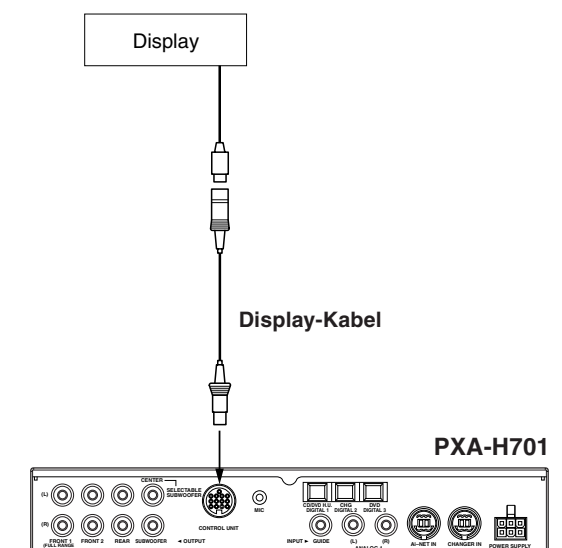 Display
Display-Kabel
PXA-H701
CENTER
SELECTABLE
SUBWOOFER
(L)
(R)
FRONT 1
(FULL RANGE
FRONT 2
REAR
SUBWOOFER
◄ OUTPUT
CONTROL UNIT
MIC
CD/DVD H.U.
DIGITAL 1
CHG
DIGITAL 2
DVD
DIGITAL 3
INPUT ►
GUIDE
(L)
(R)
ANALOG 1
Ai-NET IN
CHANGER IN
POWER SUPPLY